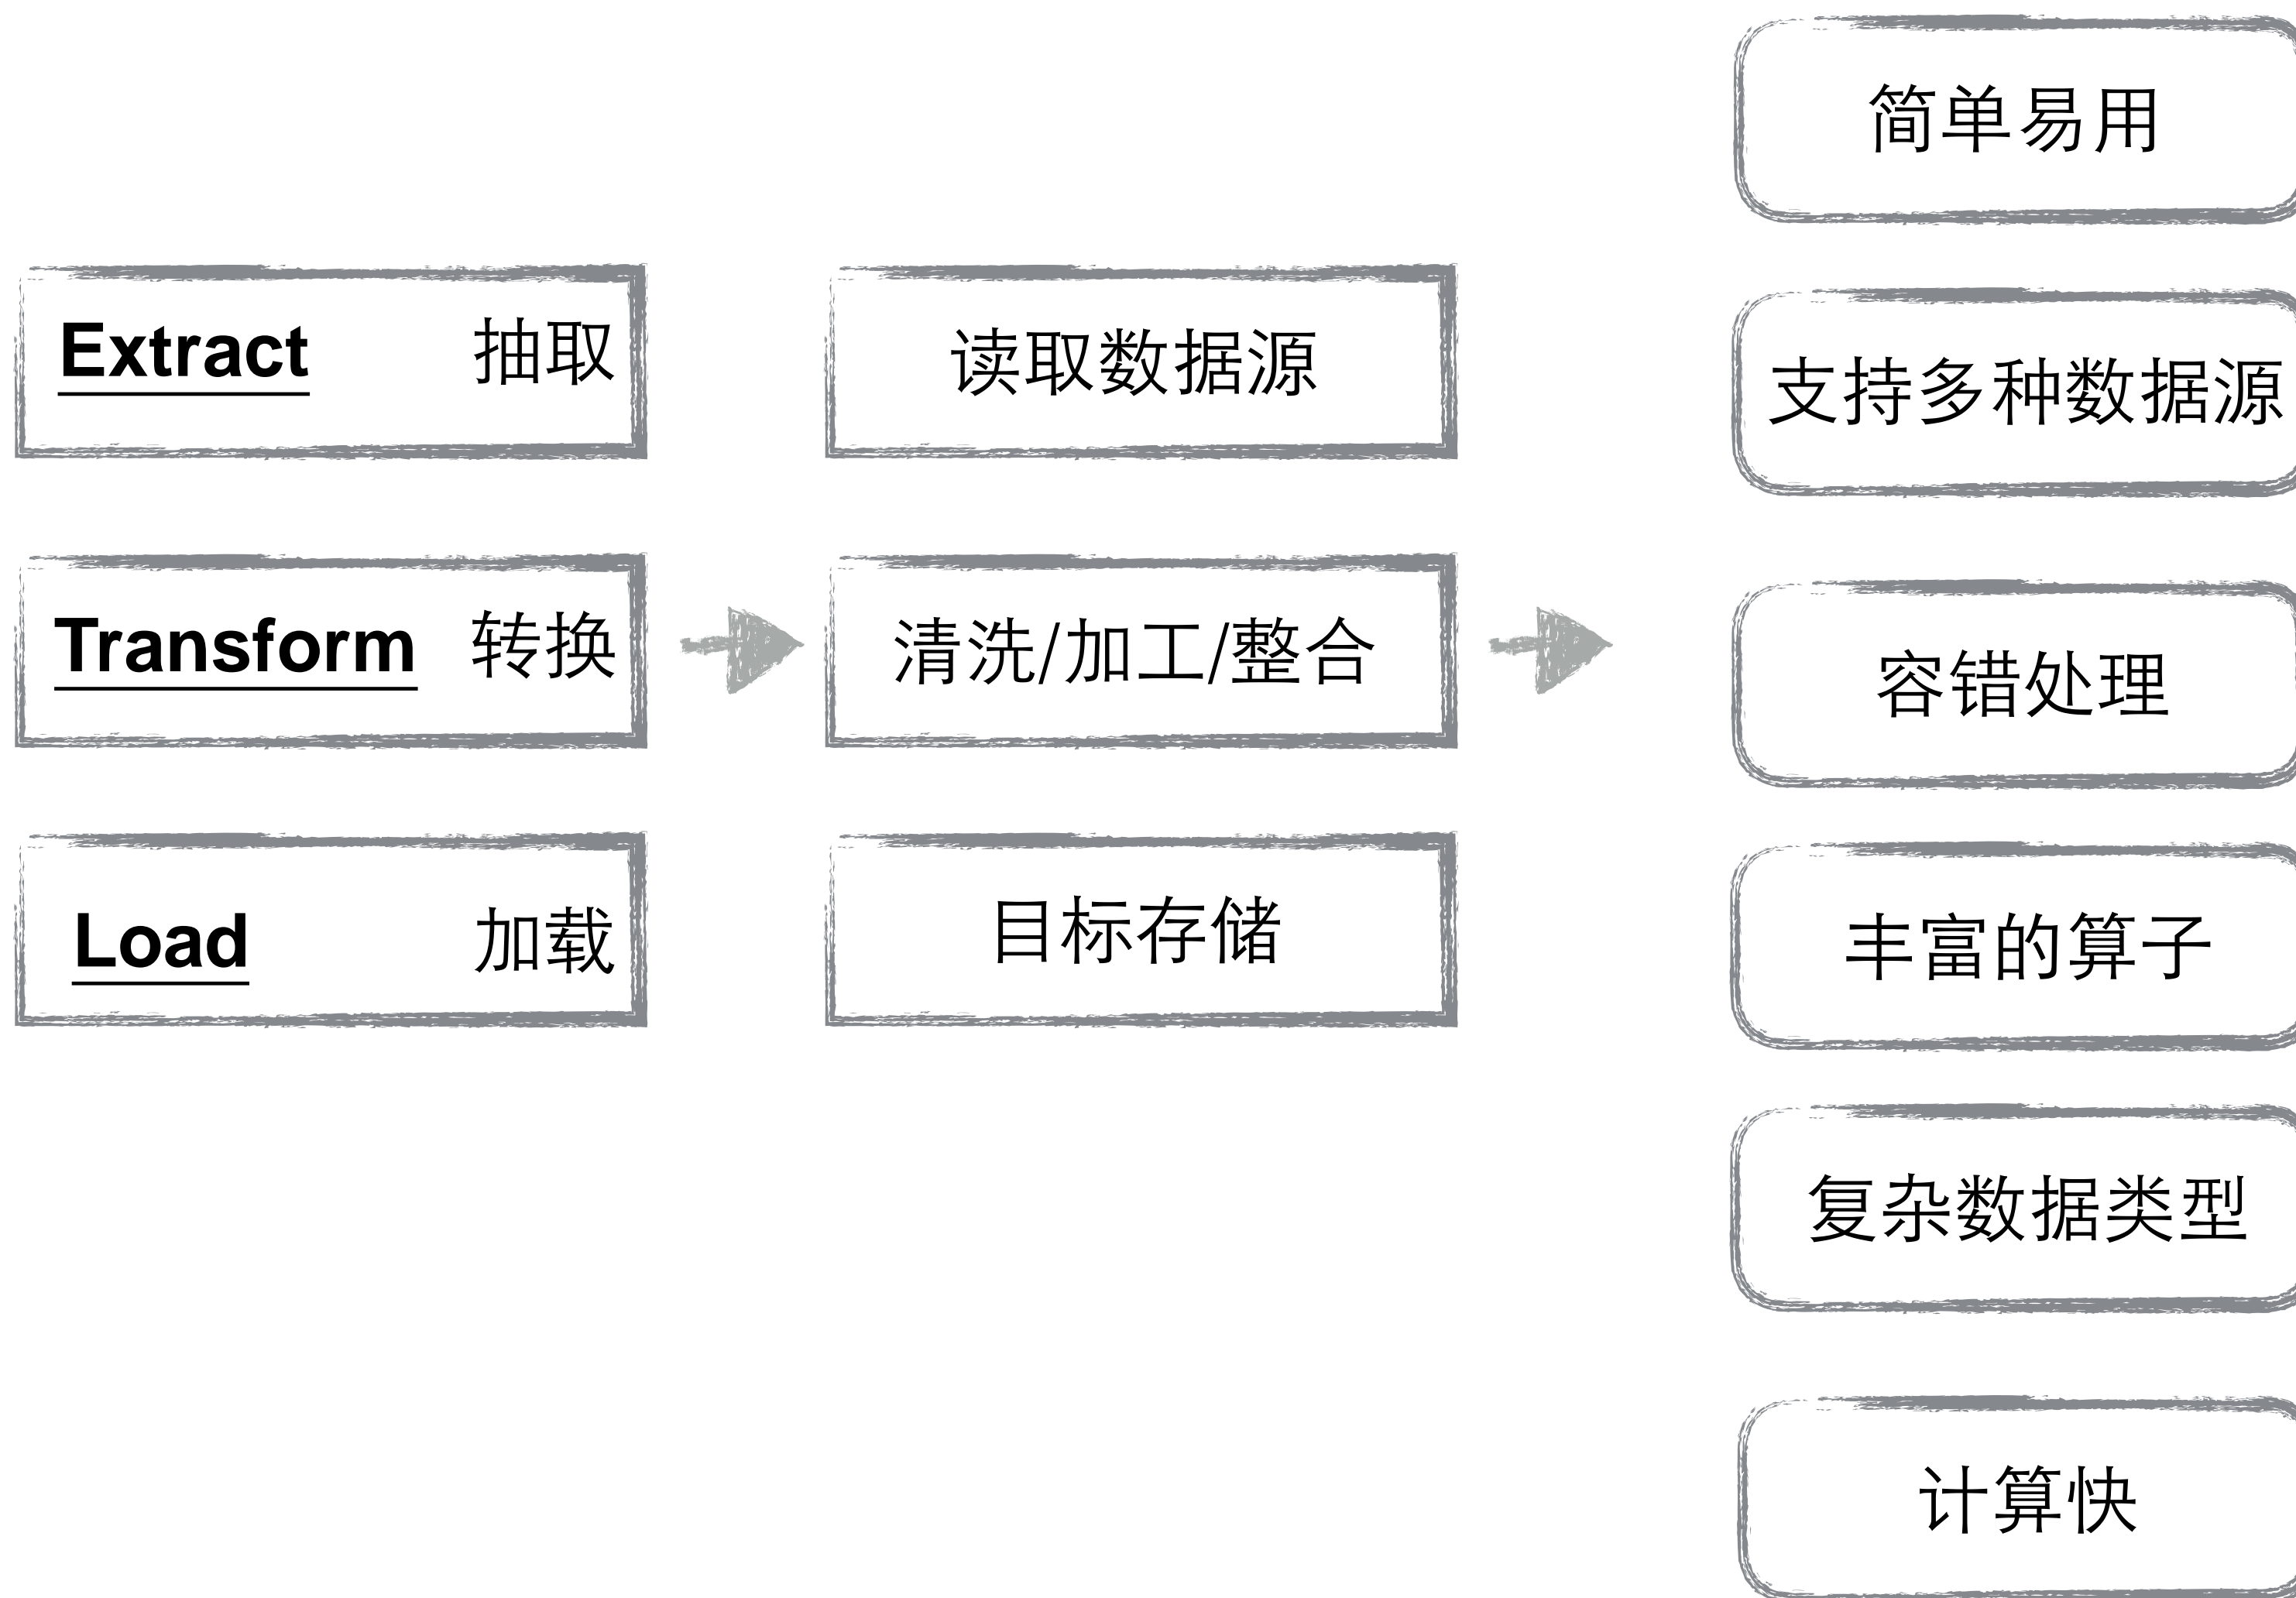 Extract 抽取
Transform 转换
Load 加载
读取数据源
清洗/加工/整合
目标存储
简单易用
支持多种数据源
容错处理
丰富的算子
复杂数据类型
计算快